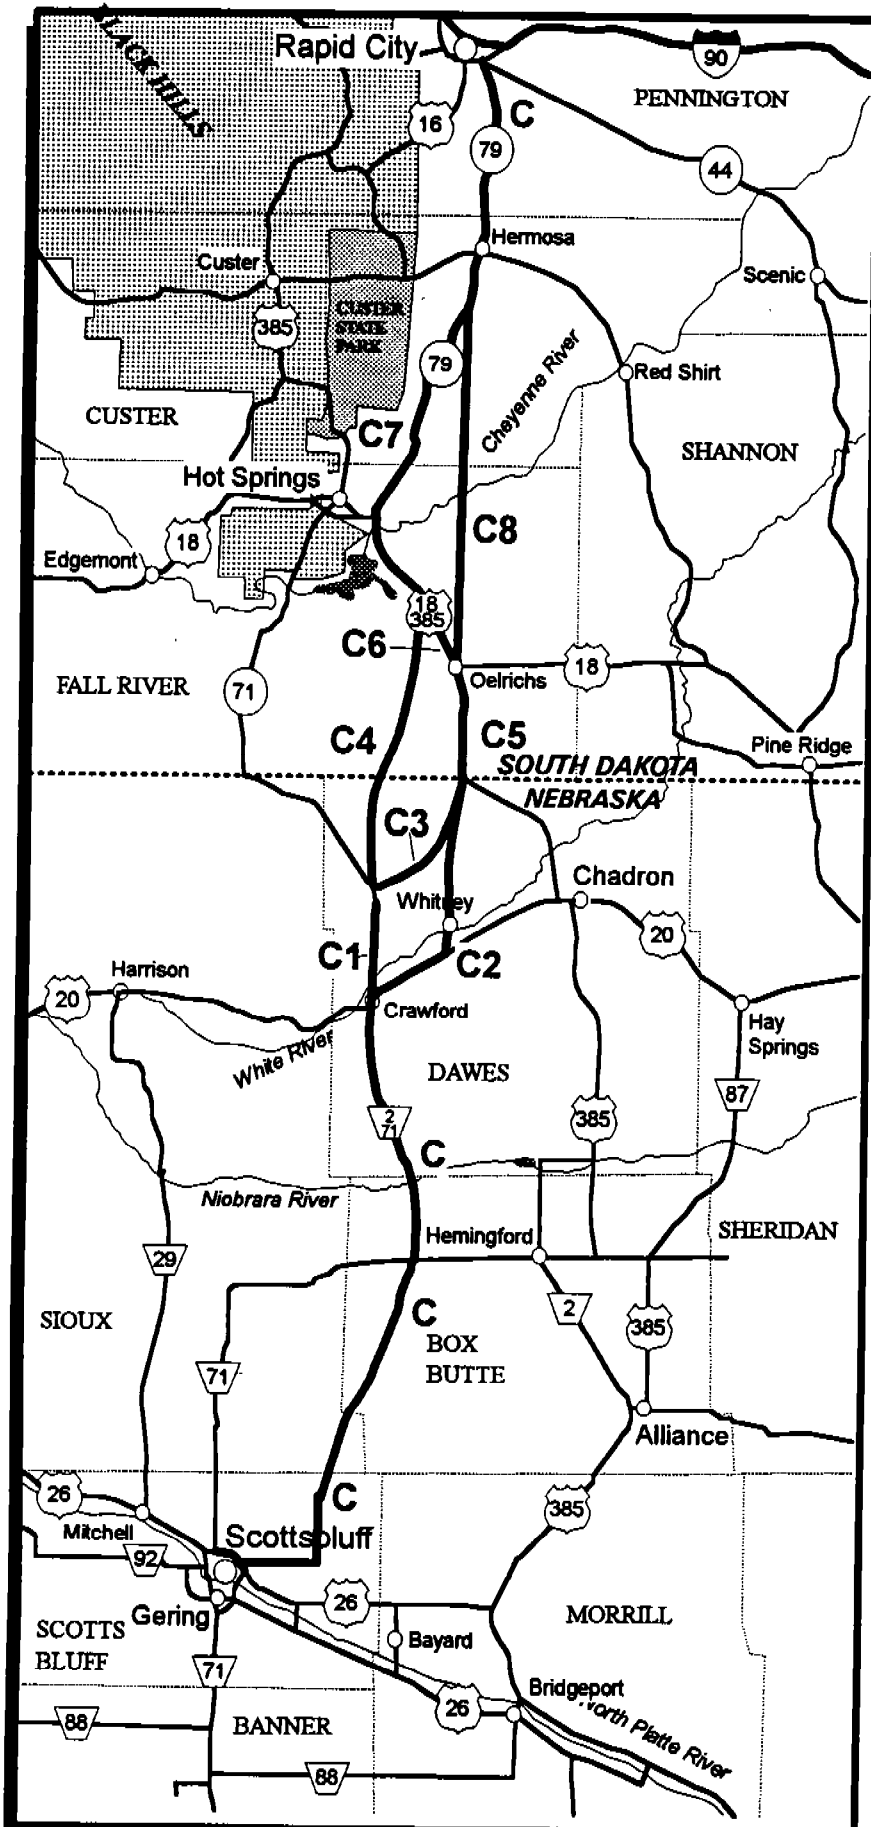 BLACK HILLS
Rapid City
90
PENNINGTON
16
C
79
44
Hermosa
Custer
Scenic
385
CUSTER
STATE
PARK
79
Cheyenne River
Red Shirt
CUSTER
C7
SHANNON
Hot Springs
18
C8
Edgemont
18
385
C6
FALL RIVER
71
Oelrichs
18
C4
C5
Pine Ridge
SOUTH DAKOTA
NEBRASKA
C3
Chadron
Whitney
20
C1
C2
Harrison
20
Crawford
Hay
Springs
White River
DAWES
87
2
71
385
C
Niobrara River
Hemingford
SHERIDAN
29
2
SIOUX
C
385
BOX
BUTTE
71
Alliance
26
C
385
Mitchell
Scottsbluff
92
26
Gering
MORRILL
SCOTTS
BLUFF
Bayard
71
Bridgeport
26
North Platte River
88
BANNER
88